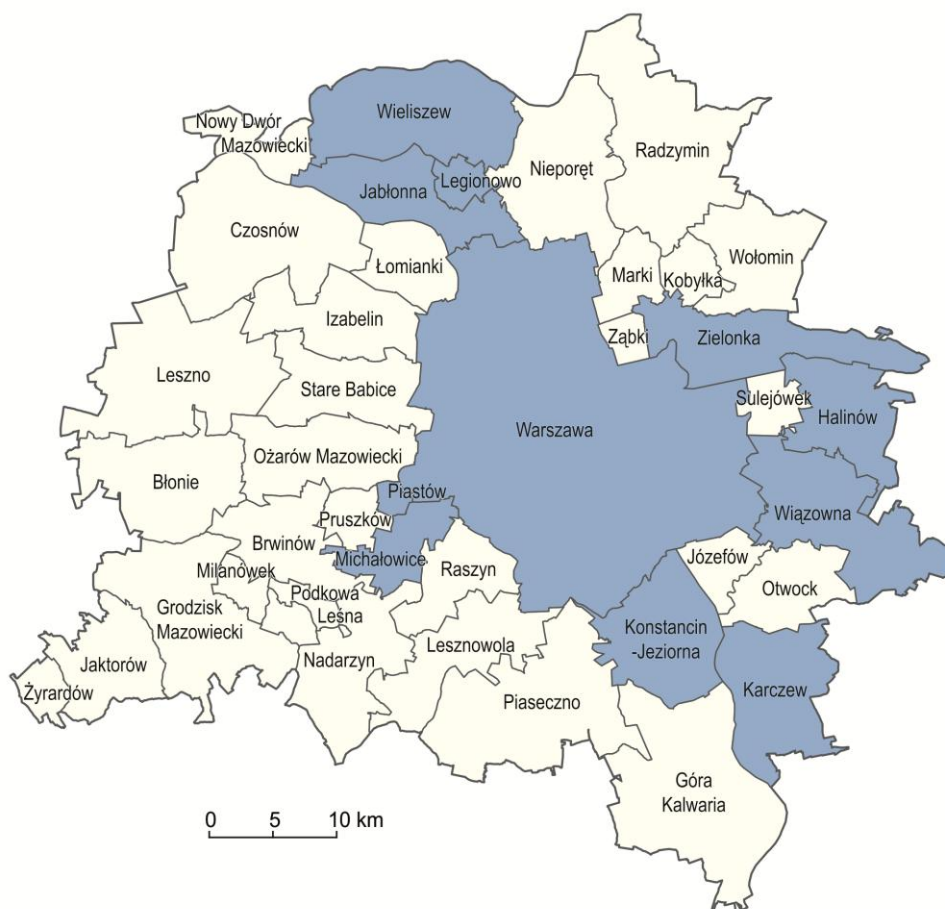 Wieliszew
Nowy Dwór
Mazowiecki
Nieporęt
Radzymin
Jabłonna
Legionowo
Czosnów
Łomianki
Wołomin
Marki
Kobyłka
Izabelin
Ząbki
Zielonka
Leszno
Stare Babice
Sulejówek
Halinów
Warszawa
Ożarów Mazowiecki
Błonie
Piastów
Pruszków
Wiązowna
Brwinów
Michałowice
Józefów
Milanówek
Raszyn
Otwock
Podkowa
Leśna
Grodzisk
Mazowiecki
Konstancin
-Jeziorna
Lesznowola
Nadarzyn
Jaktorów
Karczew
Żyrardów
Piaseczno
Góra
Kalwaria
0 5 10 km